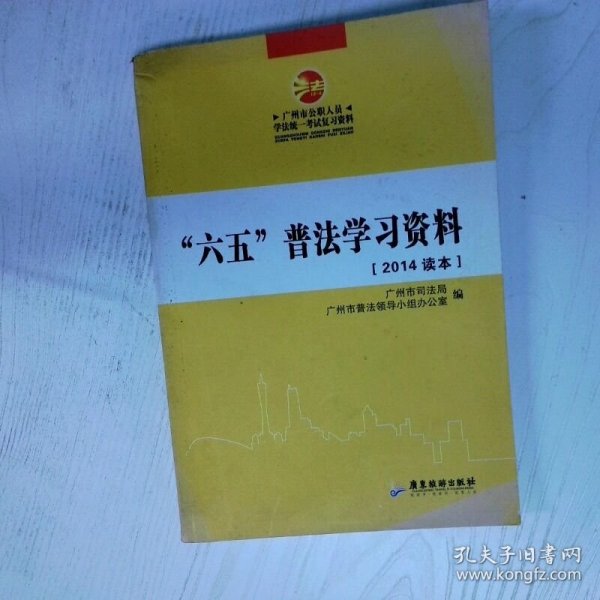 广州市公职人员
学法统一考试复习资料
“六五”普法学习资料
[2014读本]
广州市司法局
广州市普法领导小组办公室
编
广东旅游出版社
孔夫子旧书网
www.kongfz.com